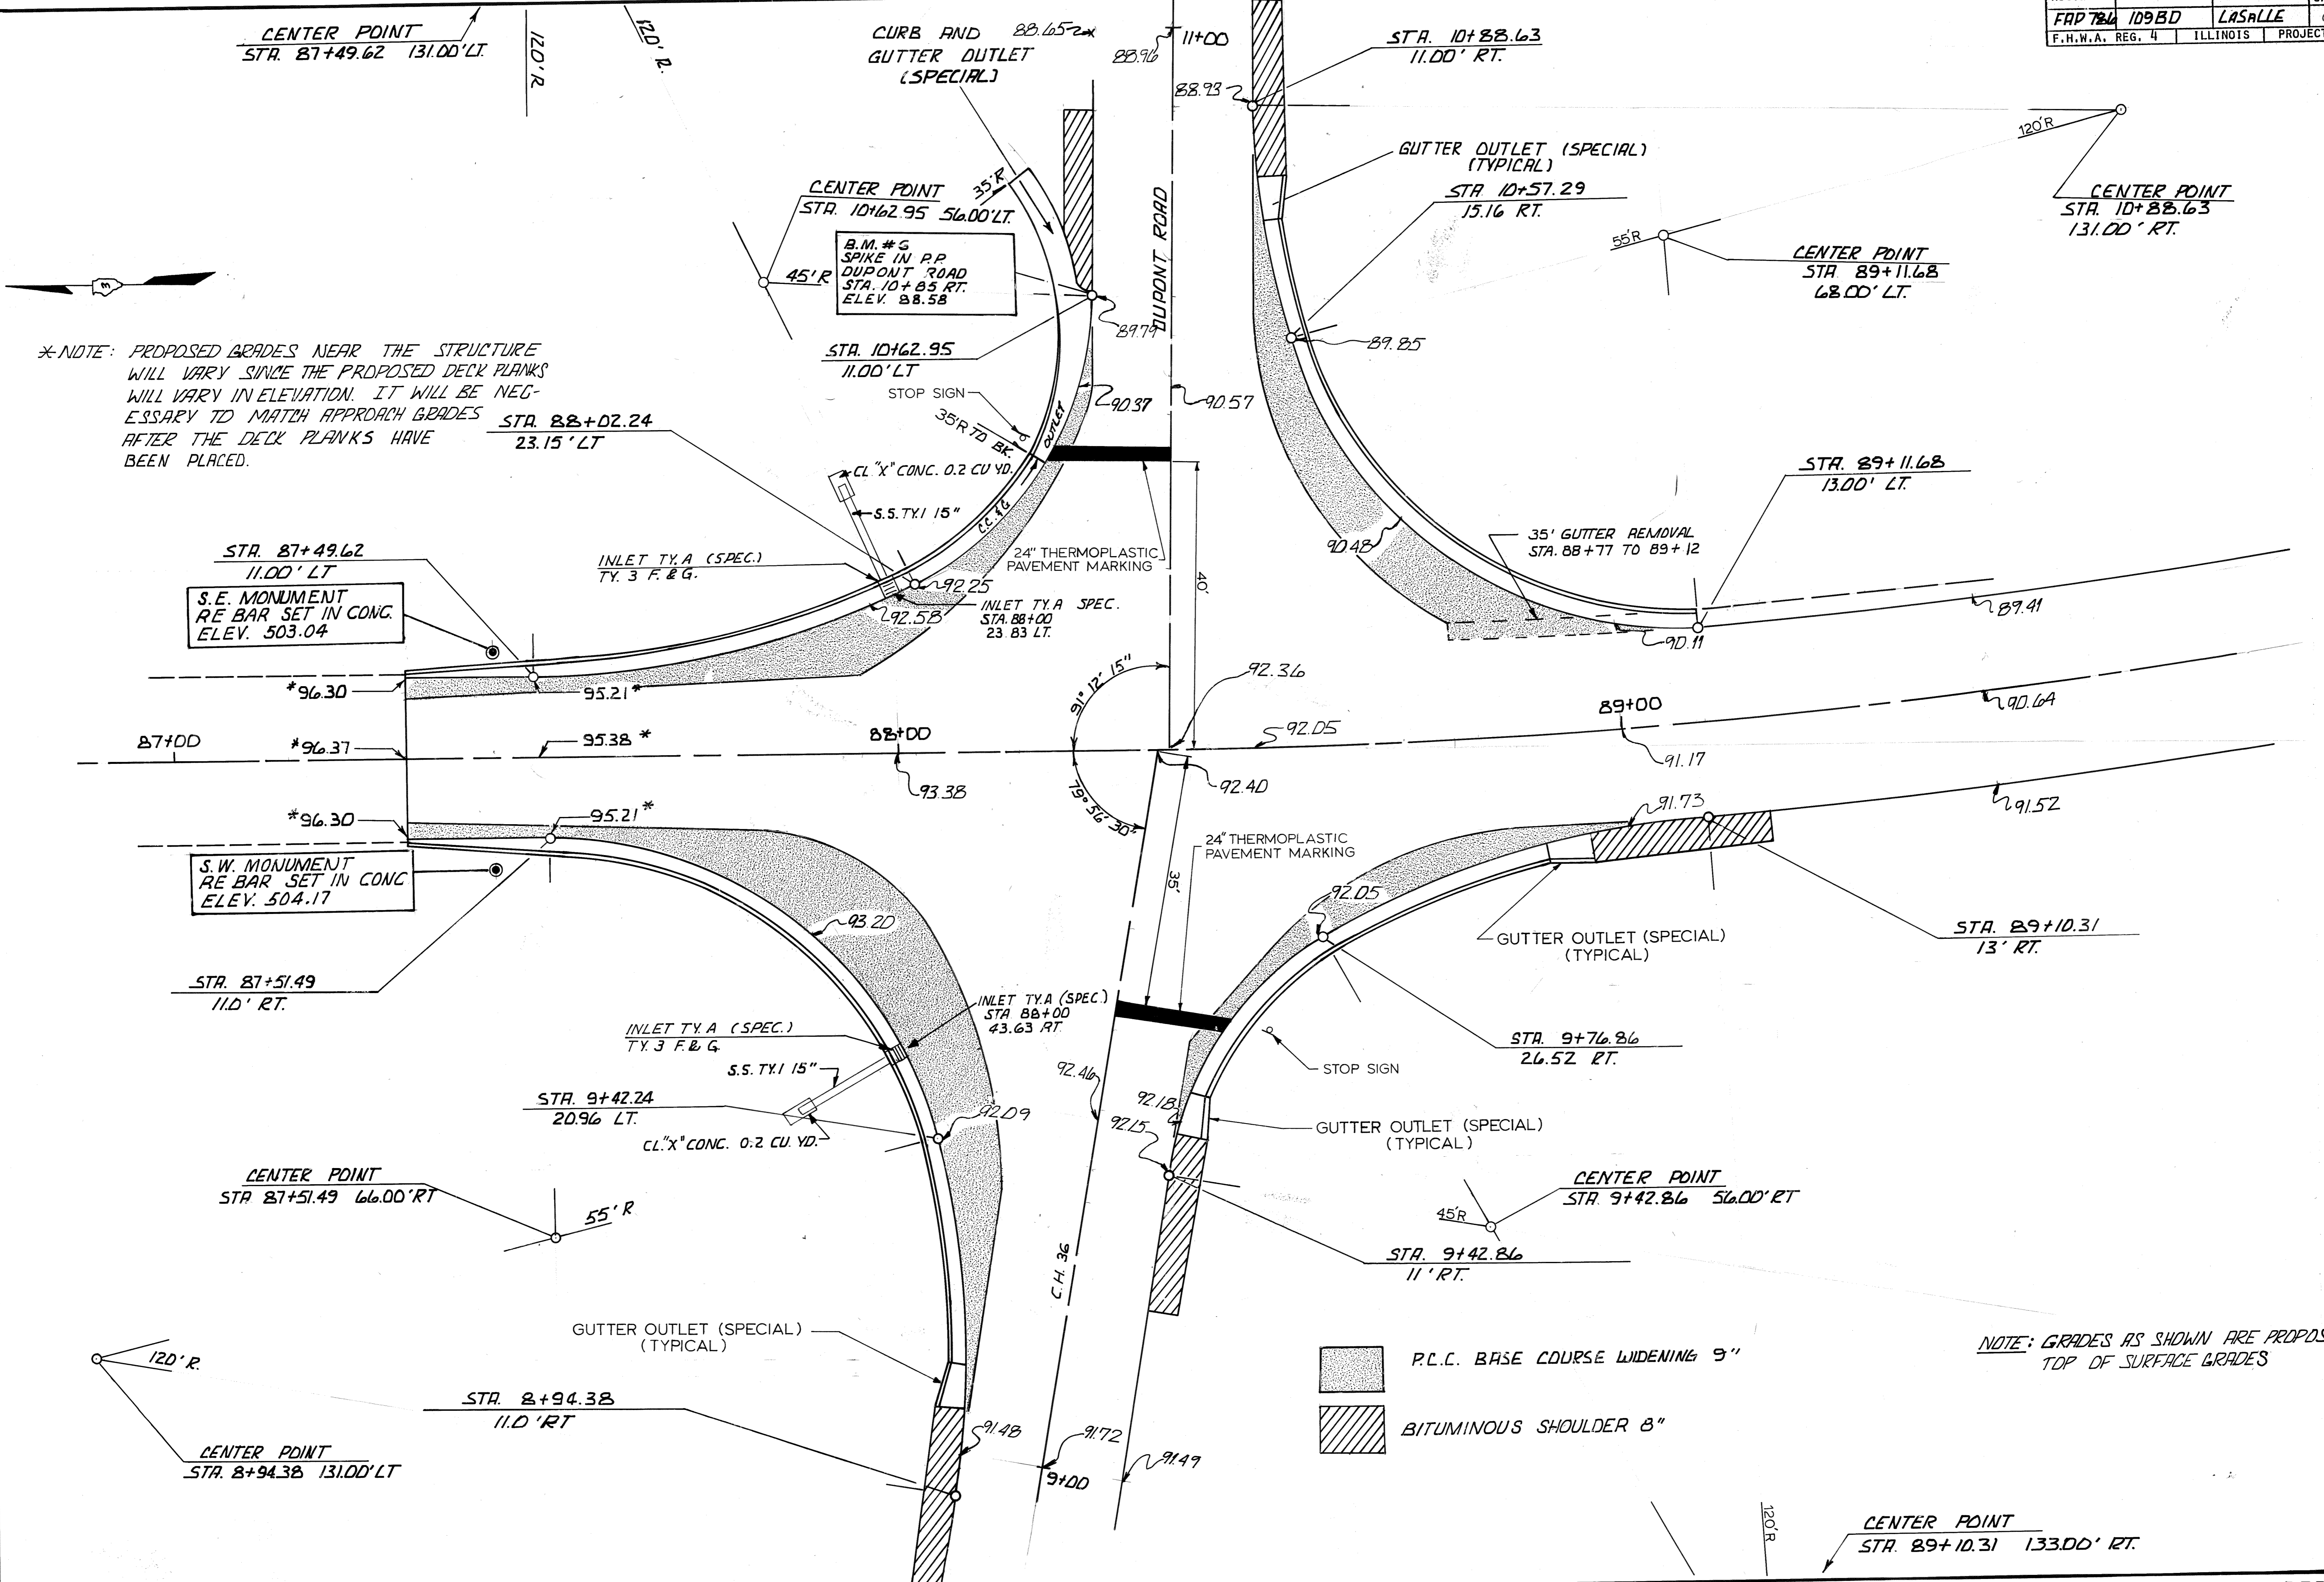 FAP 786 109BD LASALLE
F.H.W.A. REG. 4 ILLINOIS PROJECT
CENTER POINT
STA. 87+49.62 131.00' LT.
120' R
120' R.
CURB AND
GUTTER OUTLET
(SPECIAL)
88.65
88.96
11+00
STA. 10+88.63
11.00' RT.
88.93
120'R
CENTER POINT
STA. 10+88.63
131.00' RT.
GUTTER OUTLET (SPECIAL)
(TYPICAL)
STA 10+57.29
15.16 RT.
35'R
CENTER POINT
STA. 10+62.95 56.00' LT.
45' R
B.M. #6
SPIKE IN P.P.
DUPONT ROAD
STA. 10+85 RT.
ELEV. 88.58
DUPONT ROAD
55'R
CENTER POINT
STA 89+11.68
68.00' LT.
89.79
89.85
STA. 10+62.95
11.00' LT
*NOTE: PROPOSED GRADES NEAR THE STRUCTURE
WILL VARY SINCE THE PROPOSED DECK PLANKS
WILL VARY IN ELEVATION. IT WILL BE NEC-
ESSARY TO MATCH APPROACH GRADES
AFTER THE DECK PLANKS HAVE
BEEN PLACED.
STA. 88+02.24
23.15' LT
STOP SIGN
35'R TO BK.
OUTLET
90.37
90.57
CL "X" CONC. 0.2 CU YD.
S.S. TY.1 15"
C.C. & G
STA. 89+11.68
13.00' LT.
90.48
35' GUTTER REMOVAL
STA. 88+77 TO 89+12
STA. 87+49.62
11.00' LT
INLET TY. A (SPEC.)
TY. 3 F. & G.
24" THERMOPLASTIC
PAVEMENT MARKING
40'
S.E. MONUMENT
RE BAR SET IN CONC.
ELEV. 503.04
92.25
92.58
INLET TY. A SPEC.
STA. 88+00
23.83 LT.
89.41
90.11
*96.30
95.21*
91° 12' 15"
92.36
89+00
90.64
87+00
*96.37
95.38 *
88+00
92.05
91.17
93.38
92.40
79° 56' 30"
*96.30
95.21*
91.73
91.52
24" THERMOPLASTIC
PAVEMENT MARKING
S.W. MONUMENT
RE BAR SET IN CONC
ELEV. 504.17
35'
92.05
93.20
GUTTER OUTLET (SPECIAL)
(TYPICAL)
STA. 89+10.31
13' RT.
STA. 87+51.49
11.0' RT.
INLET TY. A (SPEC.)
STA 88+00
43.63 RT.
INLET TY. A (SPEC.)
TY. 3 F. & G.
STA. 9+76.86
26.52 RT.
S.S. TY.1 15"
STOP SIGN
92.46
STA. 9+42.24
20.96 LT.
92.09
92.18
92.15
CL. "X" CONC. 0.2 CU. YD.
GUTTER OUTLET (SPECIAL)
(TYPICAL)
CENTER POINT
STA 87+51.49 66.00' RT
55' R
CENTER POINT
STA. 9+42.86 56.00' RT
45'R
STA. 9+42.86
11' RT.
C.H. 36
GUTTER OUTLET (SPECIAL)
(TYPICAL)
P.C.C. BASE COURSE WIDENING 9"
NOTE: GRADES AS SHOWN ARE
TOP OF SURFACE GRADES
120' R.
STA. 8+94.38
11.0' RT
BITUMINOUS SHOULDER 8"
91.48
91.72
91.49
9+00
CENTER POINT
STA. 8+94.38 131.00' LT
120'R
CENTER POINT
STA. 89+10.31 133.00' RT.